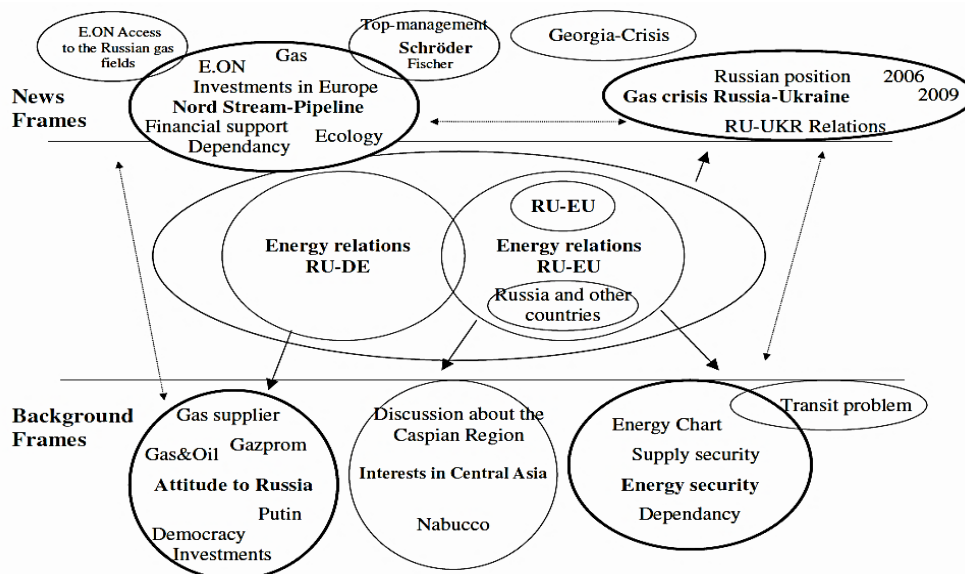 E.ON Access
to the Russian gas
fields
Gas
E.ON
Investments in Europe
Nord Stream-Pipeline
Financial support
Ecology
Dependancy
Top-management
Schröder
Fischer
Georgia-Crisis
Russian position
2006
Gas crisis Russia-Ukraine
2009
RU-UKR Relations
News
Frames
Energy relations
RU-DE
RU-EU
Energy relations
RU-EU
Russia and other
countries
Background
Frames
Gas supplier
Gas&Oil
Gazprom
Attitude to Russia
Putin
Democracy
Investments
Discussion about the
Caspian Region
Interests in Central Asia
Nabucco
Transit problem
Energy Chart
Supply security
Energy security
Dependancy